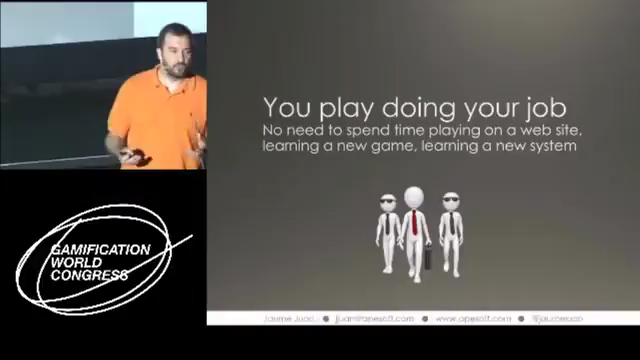 You play doing your job
No need to spend time playing on a web site,
learning a new game, learning a new system
GAMIFICATION
WORLD
CONGRESS
www.apesoft.com